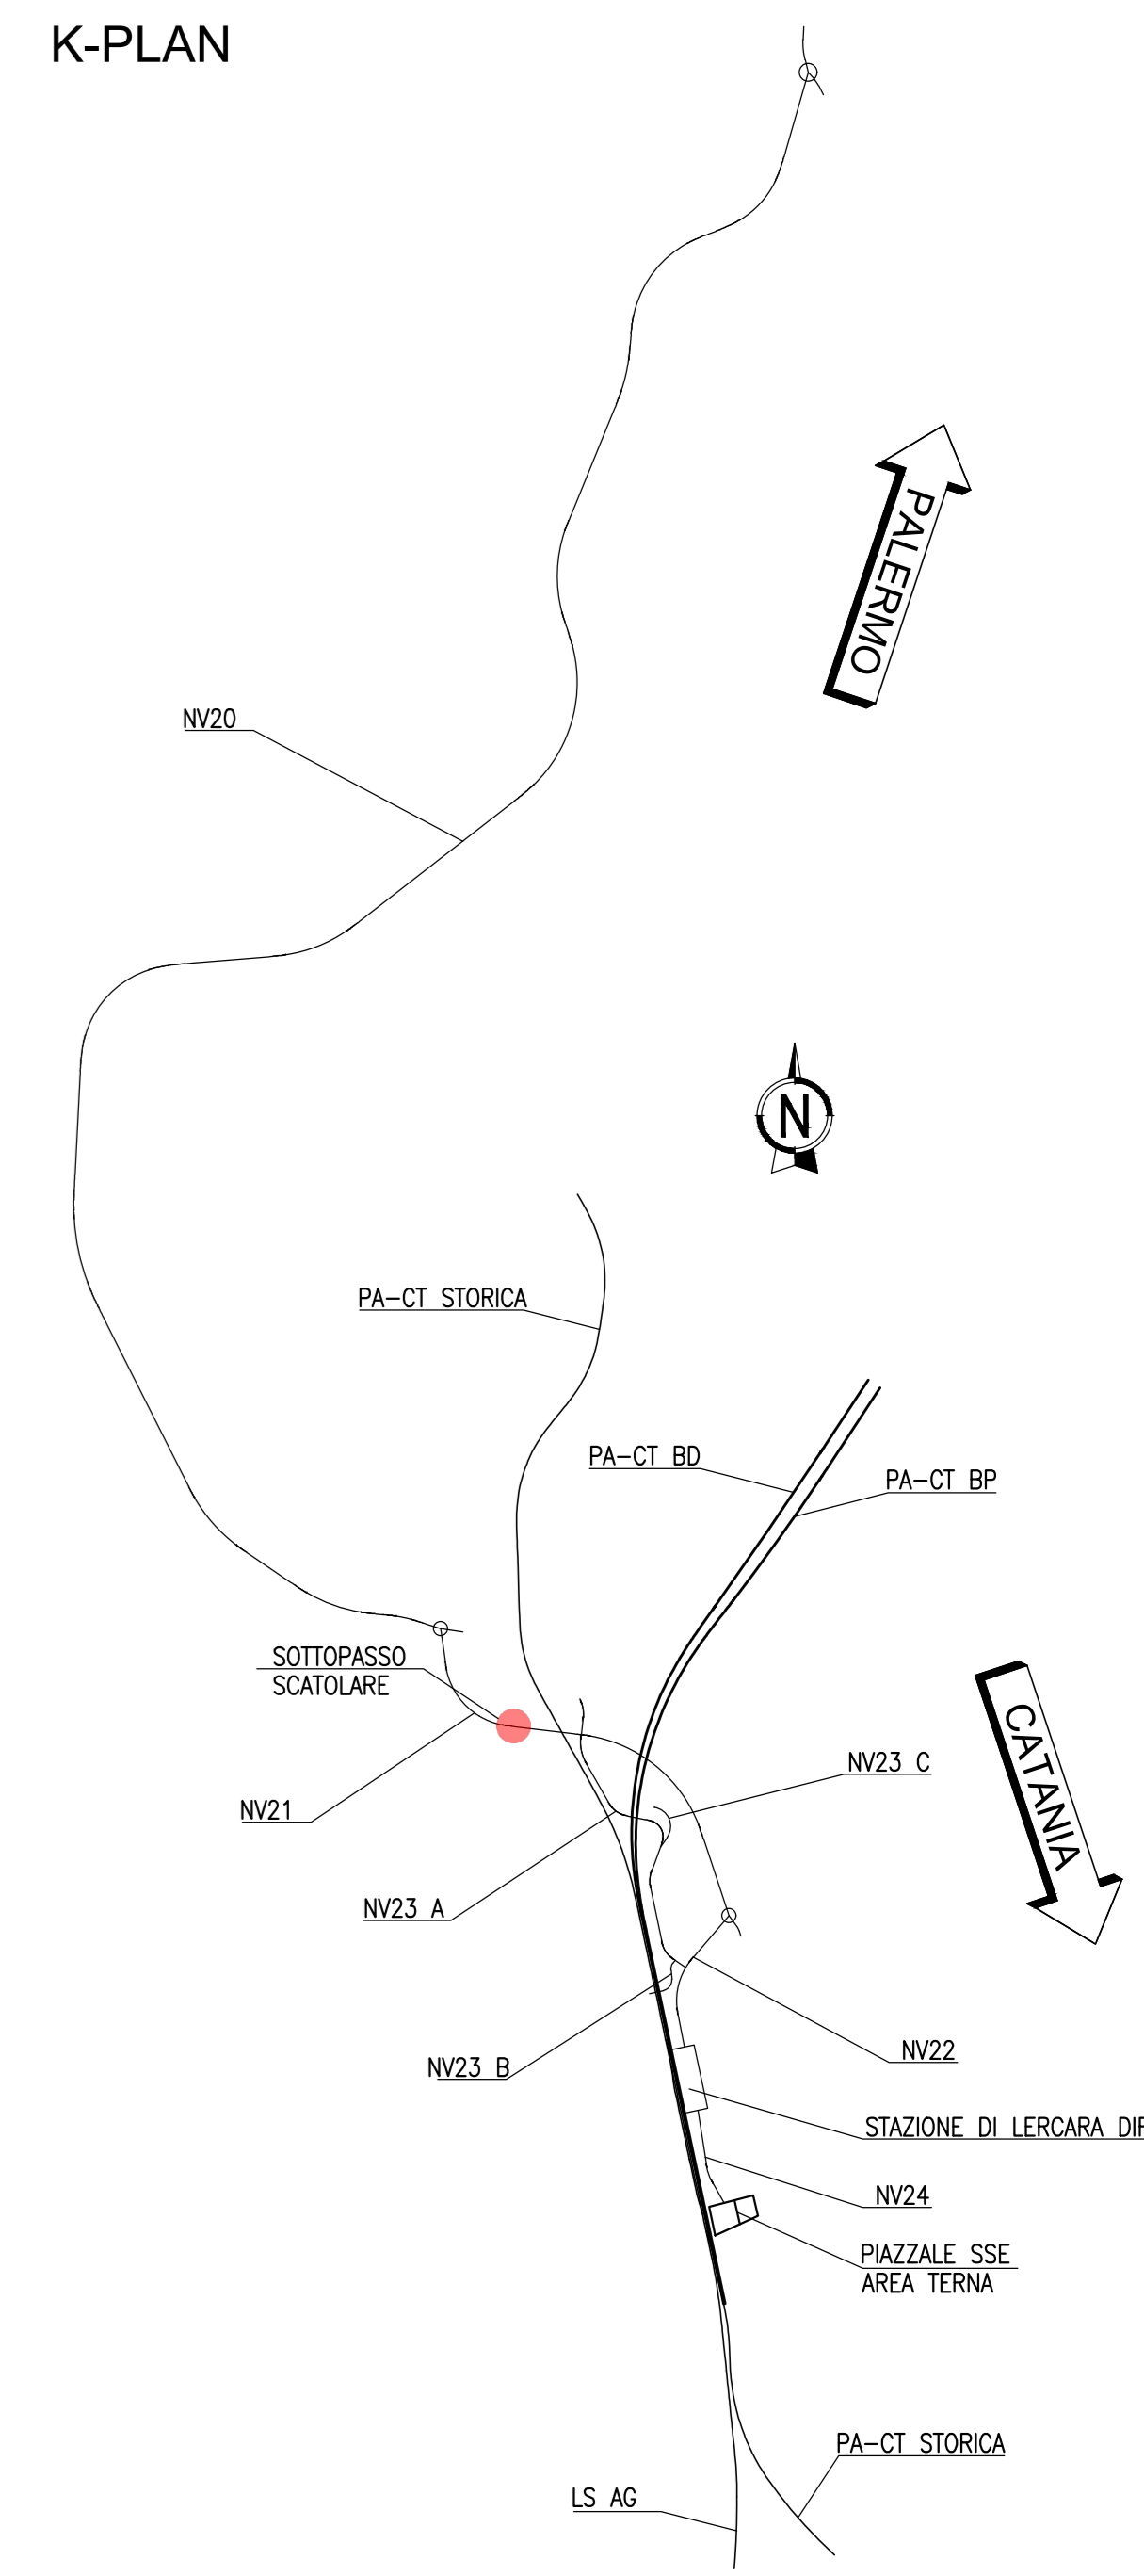 K-PLAN
PALERMO
NV20
N
PA-CT STORICA
PA-CT BD
PA-CT BP
SOTTOPASSO
SCATOLARE
CATANIA
NV23 C
NV21
NV23 A
NV22
NV23 B
STAZIONE DI LERCARA
NV24
PIAZZALE SSE
AREA TERNA
PA-CT STORICA
LS AG